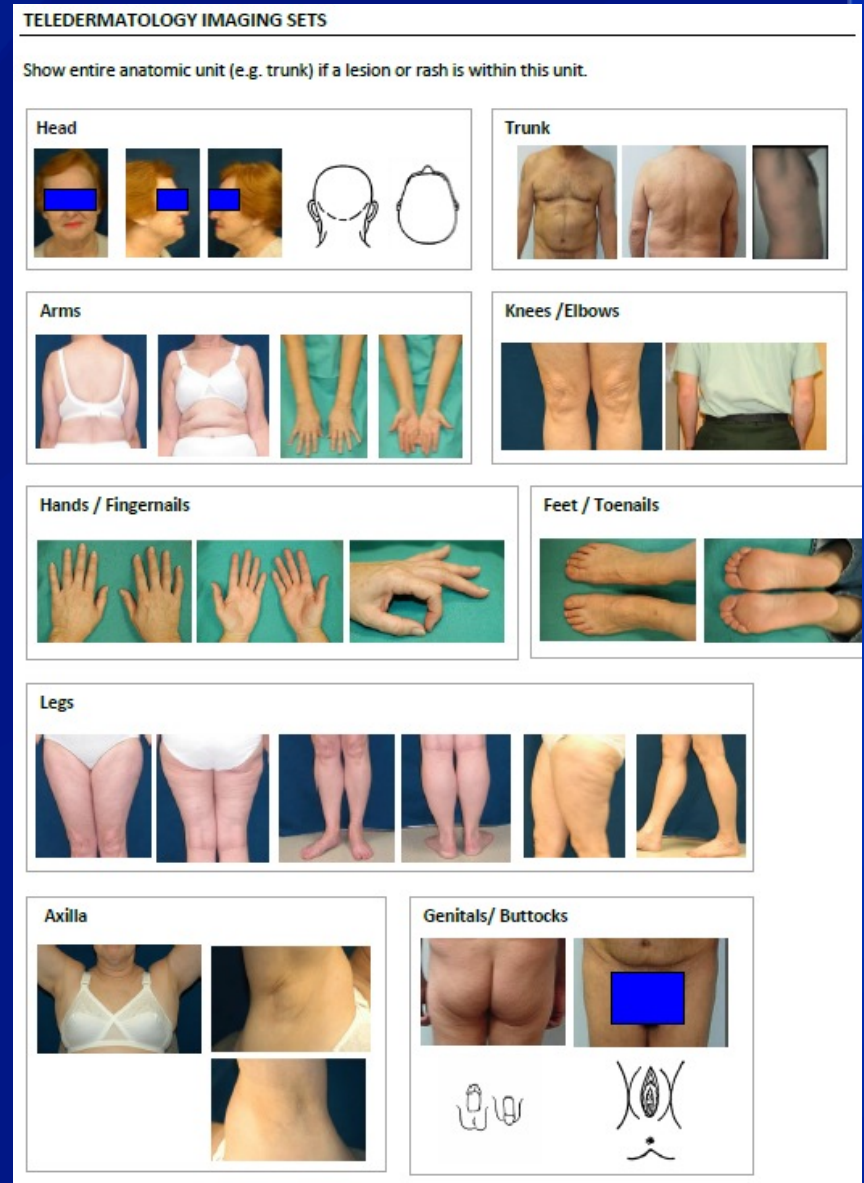 TELEDERMATOLOGY IMAGING SETS
Show entire anatomic unit (e.g. trunk) if a lesion or rash is within this unit.
Head
Trunk
Arms
Knees /Elbows
Hands / Fingernails
Feet / Toenails
Legs
Axilla
Genitals/ Buttocks